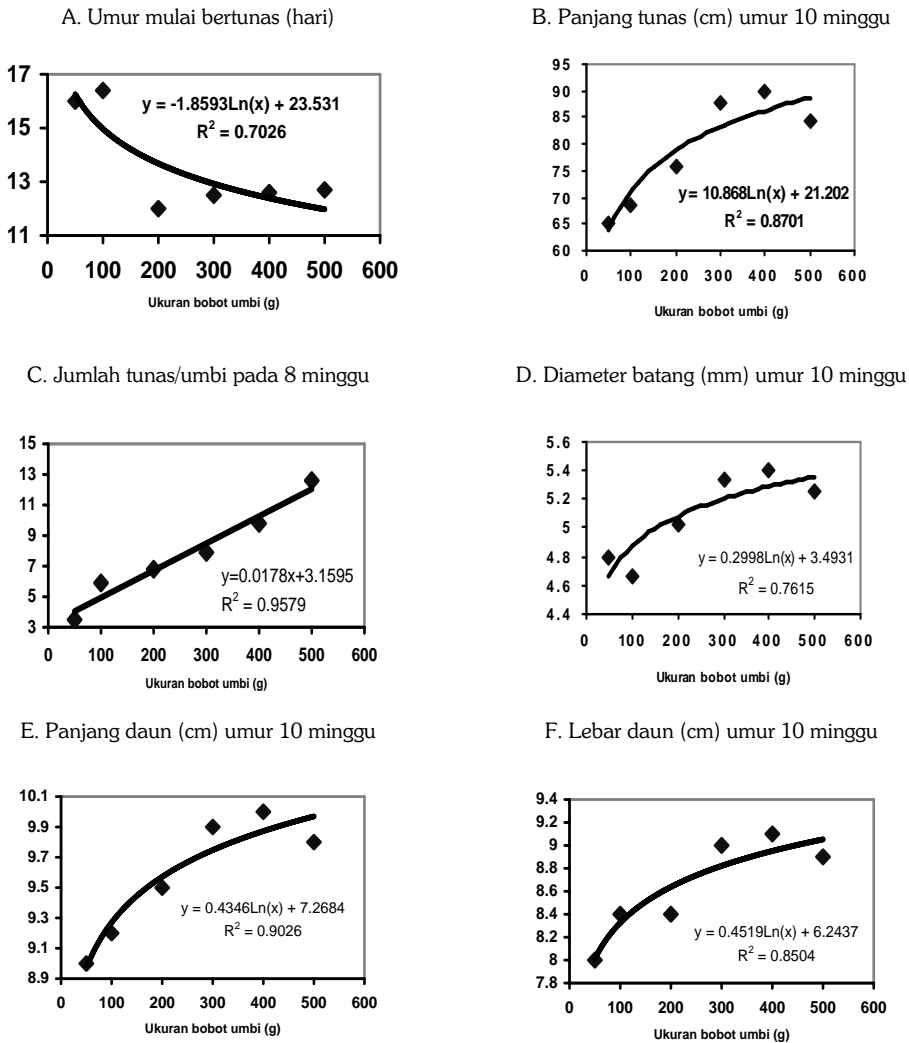 A. Umur mulai bertunas (hari)
17
15
13
11
y = -1.8593Ln(x) + 23.531
R² = 0.7026
0 100 200 300 400 500 600
Ukuran bobot umbi (g)
B. Panjang tunas (cm) umur 10 minggu
95
90
85
80
75
70
65
60
y= 10.868Ln(x) + 21.202
R² = 0.8701
0 100 200 300 400 500 600
Ukuran bobot umbi (g)
C. Jumlah tunas/umbi pada 8 minggu
15
13
11
9
7
5
3
y=0.0178x+3.1595
R² = 0.9579
0 100 200 300 400 500 600
Ukuran bobot umbi (g)
D. Diameter batang (mm) umur 10 minggu
5.6
5.4
5.2
5
4.8
4.6
4.4
y = 0.2998Ln(x) + 3.4931
R² = 0.7615
0 100 200 300 400 500 600
Ukuran bobot umbi (g)
E. Panjang daun (cm) umur 10 minggu
10.1
9.9
9.7
9.5
9.3
9.1
8.9
y = 0.4346Ln(x) + 7.2684
R² = 0.9026
0 100 200 300 400 500 600
Ukuran bobot umbi (g)
F. Lebar daun (cm) umur 10 minggu
9.4
9.2
9
8.8
8.6
8.4
8.2
8
7.8
y = 0.4519Ln(x) + 6.2437
R² = 0.8504
0 100 200 300 400 500 600
Ukuran bobot umbi (g)